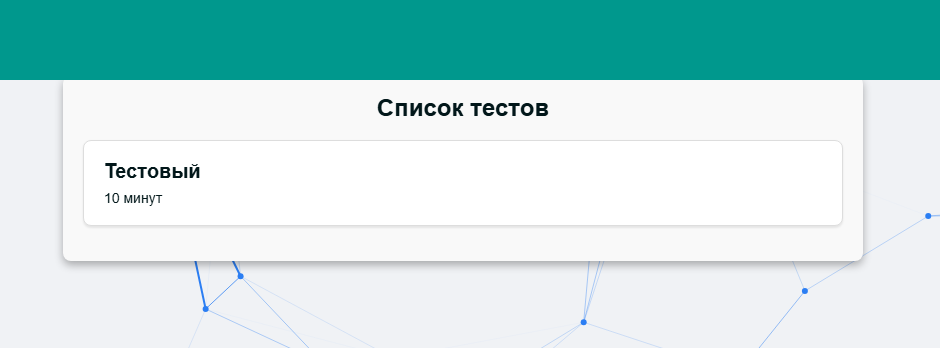 Список тестов
Тестовый
10 минут